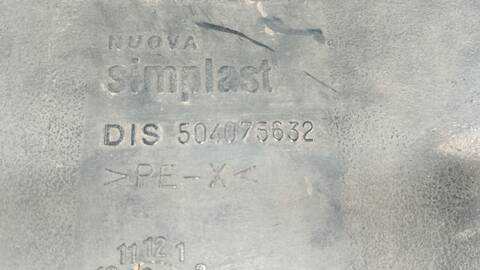 NUOVA
simplast
DIS 504075632
>PE-X<
11 12 1